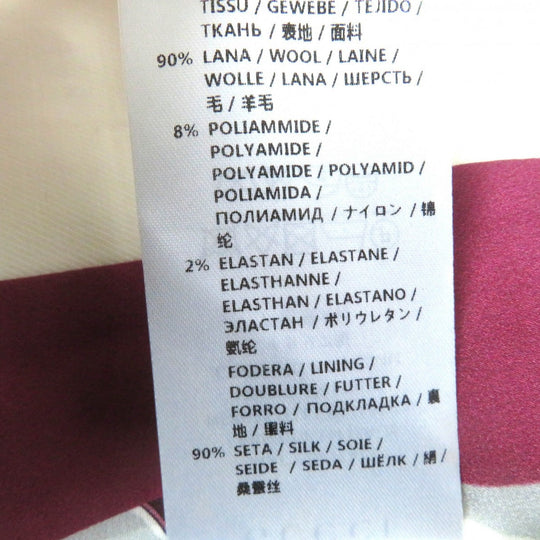 TISSU / GEWEBE / TEJIDO /
ТКАНЬ / 表地 / 面料
90% LANA / WOOL / LAINE /
WOLLE / LANA / ШЕРСТЬ /
毛 / 羊毛
8% POLIAMMIDE /
POLYAMIDE /
POLYAMIDE / POLYAMID /
POLIAMIDA /
ПОЛИАМИД / ナイロン / 锦
纶
2% ELASTAN / ELASTANE /
ELASTHANNE /
ELASTHAN / ELASTANO /
ЭЛАСТАН / ポリウレタン /
氨纶
FODERA / LINING /
DOUBLURE / FUTTER /
FORRO / ПОДКЛАДКА / 裏
地 / 里料
90% SETA / SILK / SOIE /
SEIDE / SEDA / ШЁЛК / 絹 /
桑蚕丝